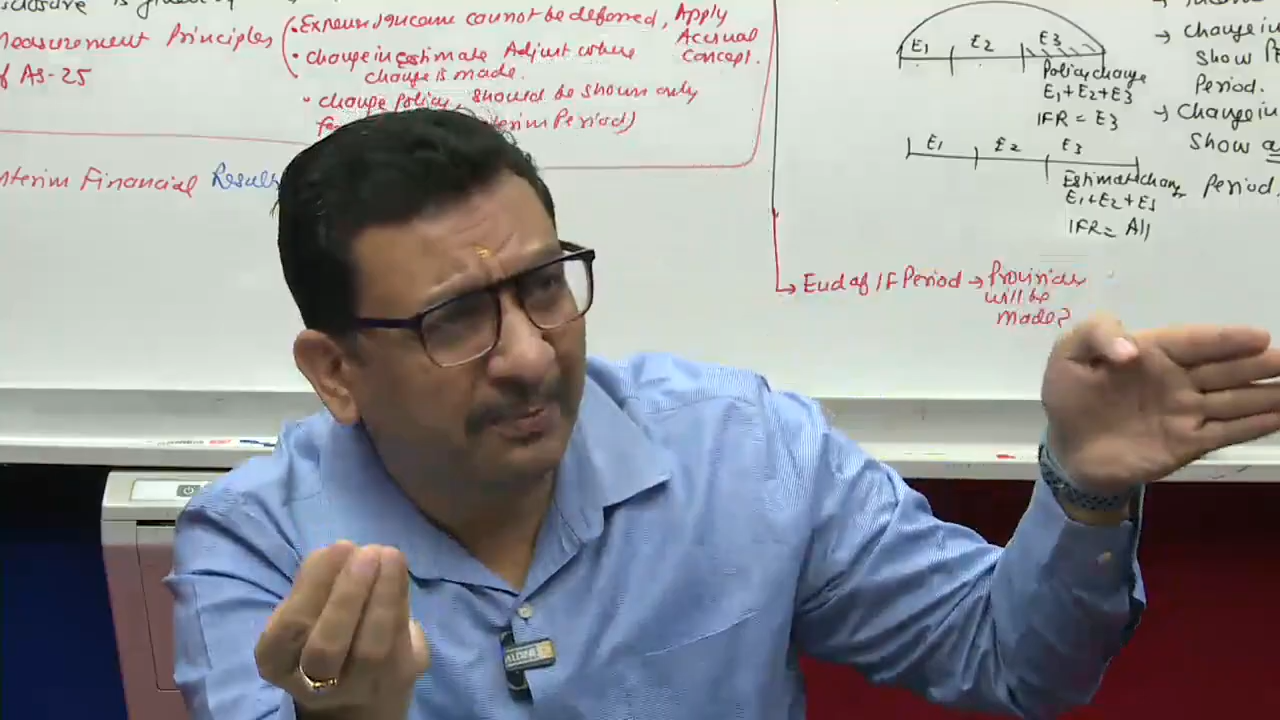 Measurement Principles
of AS-25
• Expense/Income cannot be deferred, Apply
Accrual
concept.
• change in estimate Adjust where
change is made.
• change policy, should be shown only
Interim Period)
Interim Financial Results
E1 E2 E3
Policy change
E1+E2+E3
IFR = E3
E1 E2 E3
Estimate change
E1+E2+E3
IFR = All
→ change in
Show
Period.
→ Change in
Show
Period.
→ End of IF Period → Provision
will be
made?